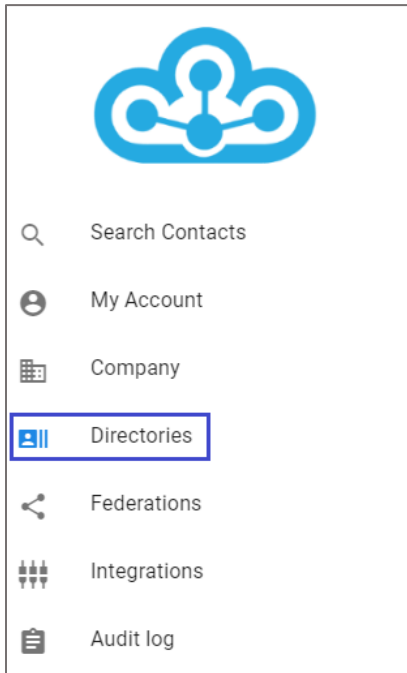 Search Contacts
My Account
Company
Directories
Federations
Integrations
Audit log